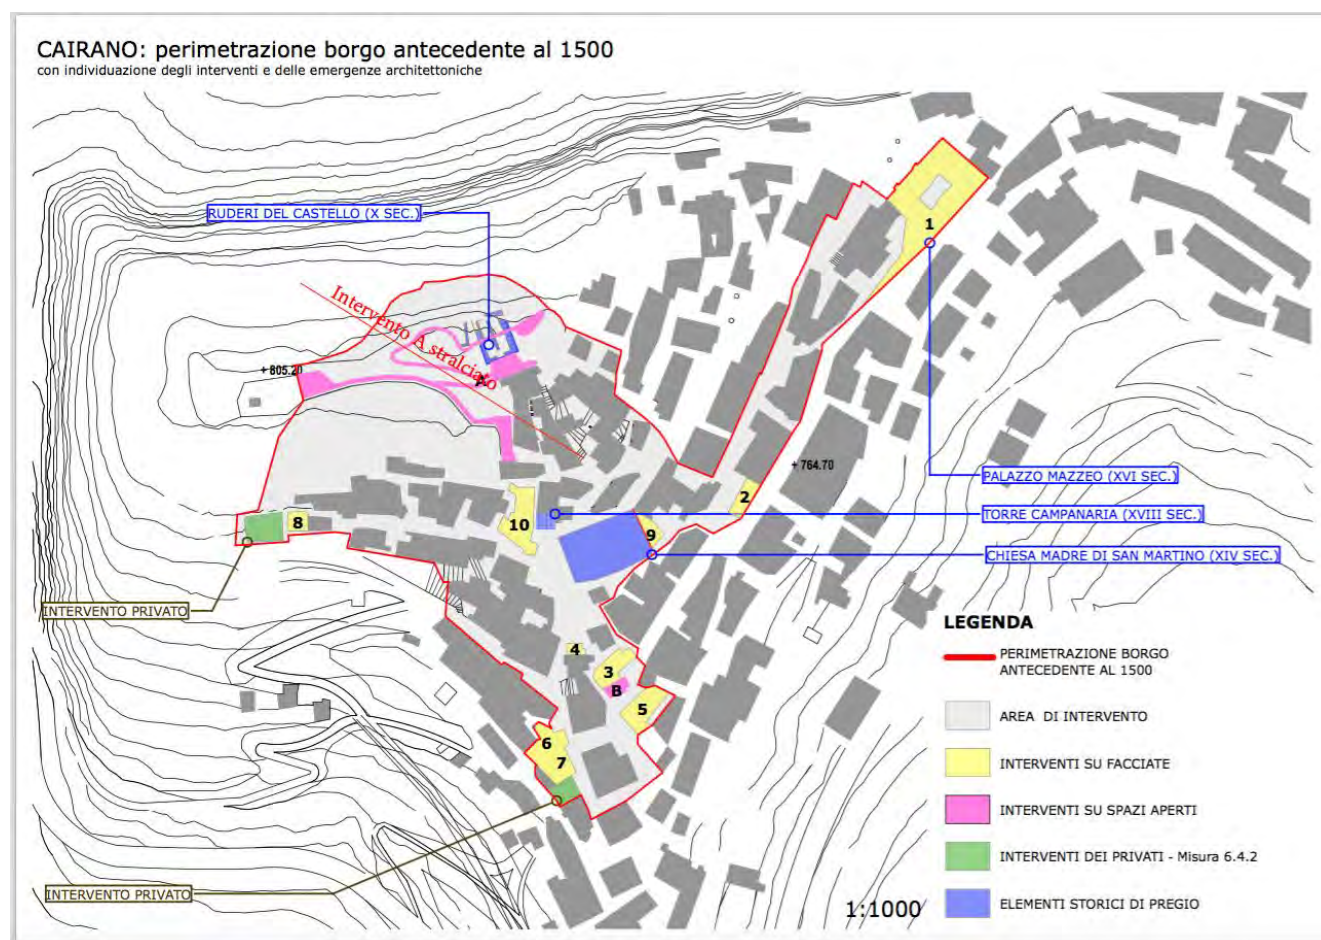 CAIRANO: perimetrazione borgo antecedente al 1500
con individuazione degli interventi e delle emergenze architettoniche
RUDERI DEL CASTELLO (X SEC.)
1
Intervento A stralciato
+ 805.20
PALAZZO MAZZEO (XVI SEC.)
+ 764.70
2
TORRE CAMPANARIA (XVIII SEC.)
8
10
9
CHIESA MADRE DI SAN MARTINO (XIV SEC.)
INTERVENTO PRIVATO
4
3
B
5
6
7
INTERVENTO PRIVATO
LEGENDA
PERIMETRAZIONE BORGO
ANTECEDENTE AL 1500
AREA DI INTERVENTO
INTERVENTI SU FACCIATE
INTERVENTI SU SPAZI APERTI
INTERVENTI DEI PRIVATI - Misura 6.4.2
ELEMENTI STORICI DI PREGIO
1:1000